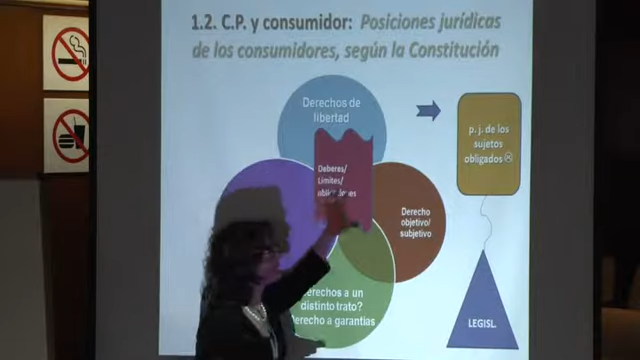 1.2. C.P. y consumidor: Posiciones jurídicas
de los consumidores, según la Constitución
Derechos de
libertad
p. j. de los
sujetos
obligados ☹
Deberes/
Límites/
Derecho
objetivo/
subjetivo
Derechos a un
distinto trato?
Derecho a garantías
LEGISL.